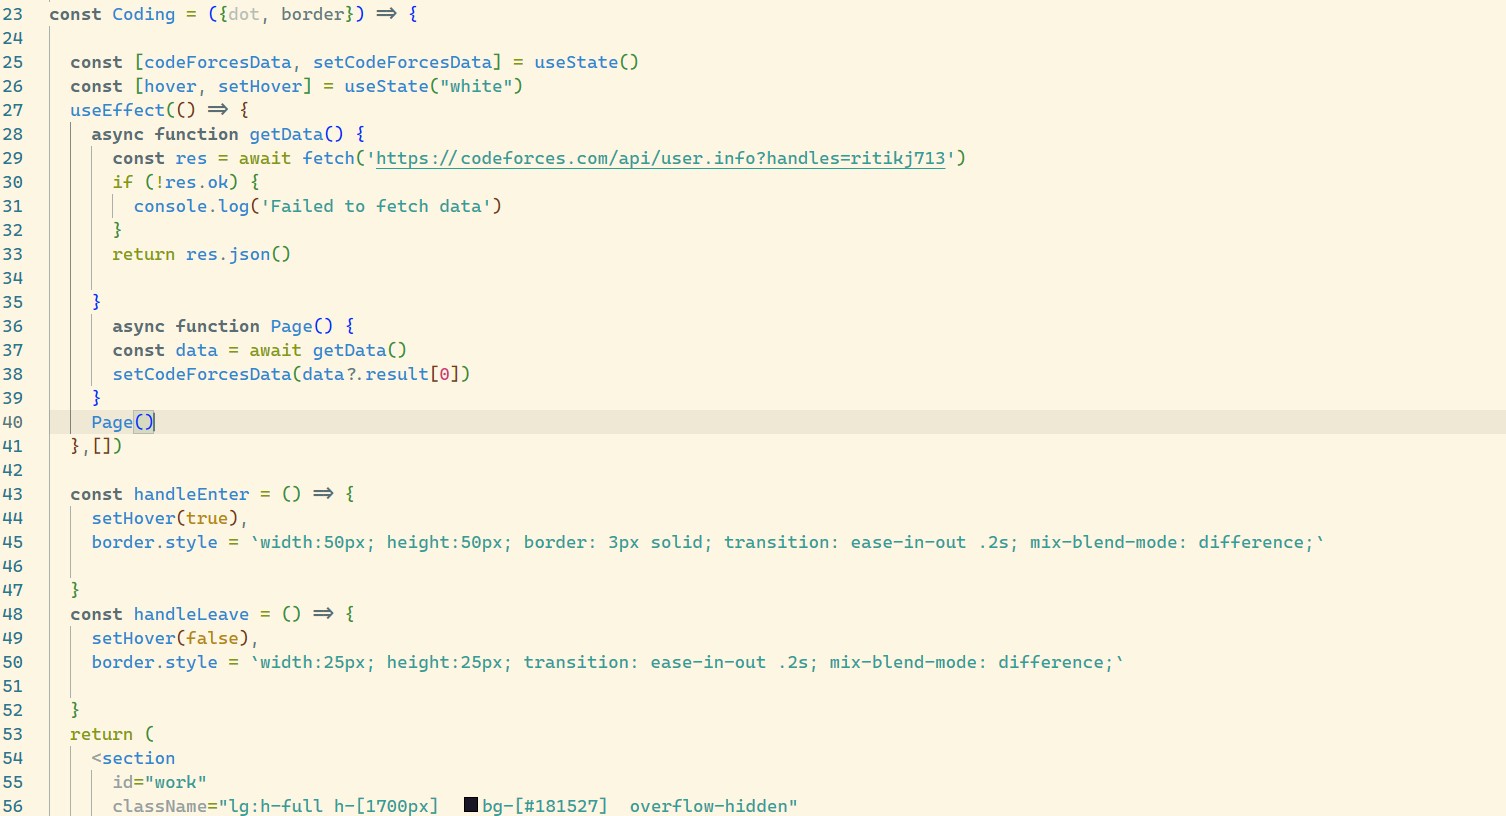 23 const Coding = ({dot, border}) => {
24
25 const [codeForcesData, setCodeForcesData] = useState()
26 const [hover, setHover] = useState("white")
27 useEffect(() => {
28 async function getData() {
29 const res = await fetch('https://codeforces.com/api/user.info?handles=ritikj713')
30 if (!res.ok) {
31 console.log('Failed to fetch data')
32 }
33 return res.json()
34
35 }
36 async function Page() {
37 const data = await getData()
38 setCodeForcesData(data?.result[0])
39 }
40 Page()
41 },[])
42
43 const handleEnter = () => {
44 setHover(true),
45 border.style = `width:50px; height:50px; border: 3px solid; transition: ease-in-out .2s; mix-blend-mode: difference;`
46
47 }
48 const handleLeave = () => {
49 setHover(false),
50 border.style = `width:25px; height:25px; transition: ease-in-out .2s; mix-blend-mode: difference;`
51
52 }
53 return (
54 <section
55 id="work"
56 className="lg:h-full h-[1700px] bg-[#181527] overflow-hidden"